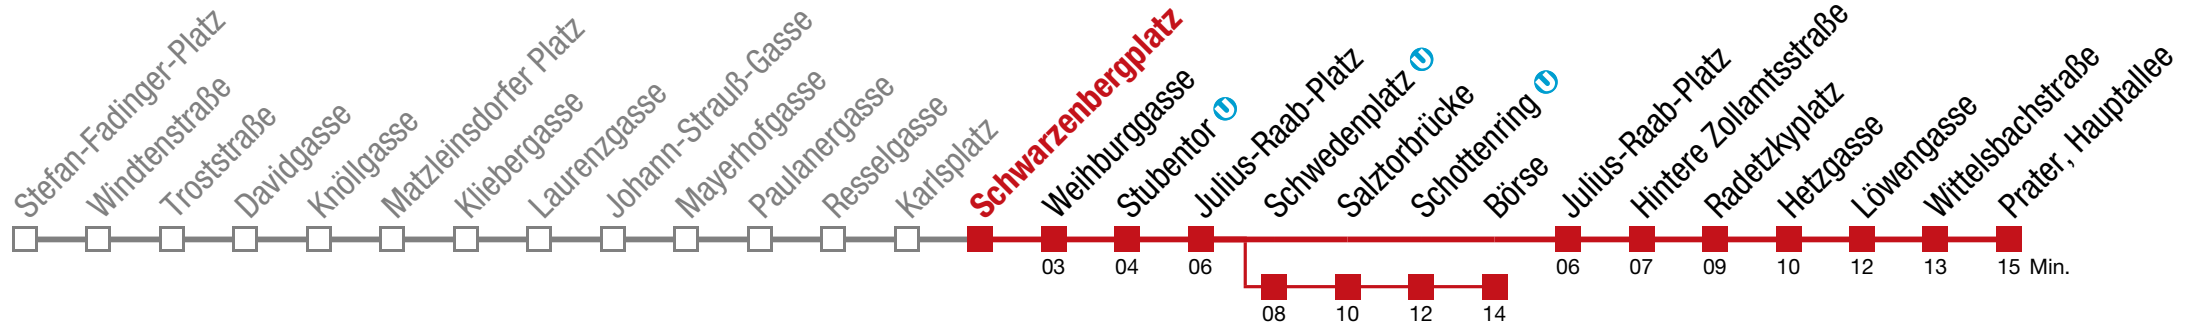 Stefan-Fadinger-Platz
Windtenstraße
Troststraße
Davidgasse
Knöllgasse
Matzleinsdorfer Platz
Kliebergasse
Laurenzgasse
Johann-Strauß-Gasse
Mayerhofgasse
Paulanergasse
Resselgasse
Karlsplatz
Schwarzenbergplatz
Weihburggasse
Stubentor U
Julius-Raab-Platz
Schwedenplatz U
Salztorbrücke
Schottenring U
Börse
Julius-Raab-Platz
Hintere Zollamtsstraße
Radetzkyplatz
Hetzgasse
Löwengasse
Wittelsbachstraße
Prater, Hauptallee
03 04 06 06 07 09 10 12 13 15 Min.
08 10 12 14